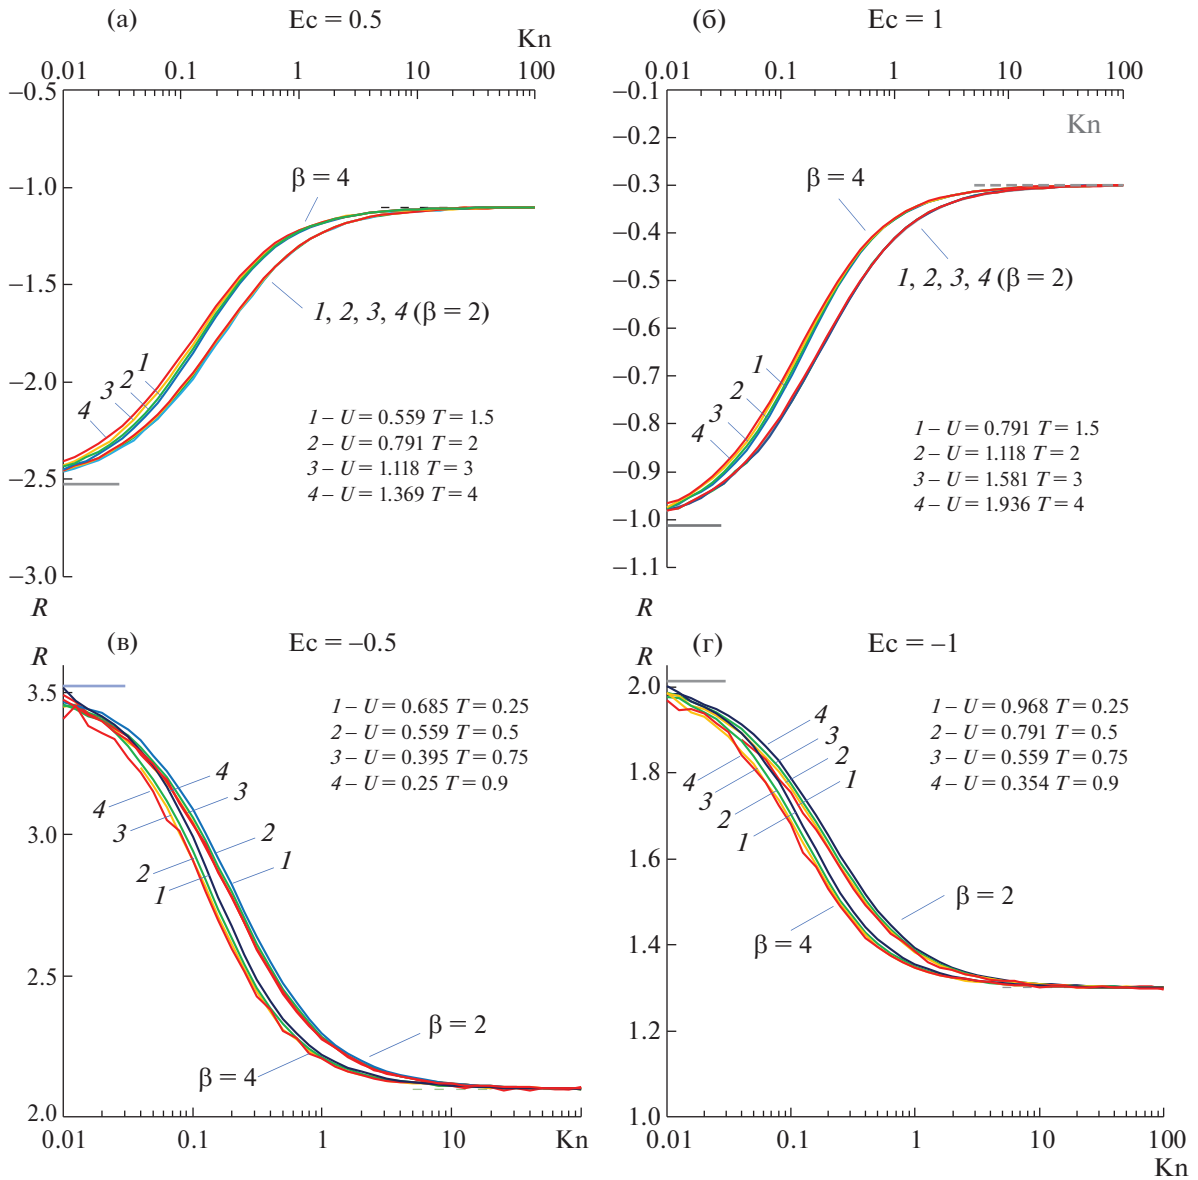 (а) Ec = 0.5
Kn
0.01 0.1 1 10 100
–0.5
–1.0
–1.5
–2.0
–2.5
–3.0
R
β = 4
1, 2, 3, 4 (β = 2)
1
2
3
4
1 – U = 0.559 T = 1.5
2 – U = 0.791 T = 2
3 – U = 1.118 T = 3
4 – U = 1.369 T = 4
(б) Ec = 1
0.01 0.1 1 10 100
Kn
–0.1
–0.2
–0.3
–0.4
–0.5
–0.6
–0.7
–0.8
–0.9
–1.0
–1.1
R
β = 4
1, 2, 3, 4 (β = 2)
1
2
3
4
1 – U = 0.791 T = 1.5
2 – U = 1.118 T = 2
3 – U = 1.581 T = 3
4 – U = 1.936 T = 4
(в) Ec = –0.5
R
3.5
3.0
2.5
2.0
1 – U = 0.685 T = 0.25
2 – U = 0.559 T = 0.5
3 – U = 0.395 T = 0.75
4 – U = 0.25 T = 0.9
4
4
3
3
2
2
1
1
β = 2
β = 4
0.01 0.1 1 10 Kn
(г) Ec = –1
R
2.0
1.8
1.6
1.4
1.2
1.0
1 – U = 0.968 T = 0.25
2 – U = 0.791 T = 0.5
3 – U = 0.559 T = 0.75
4 – U = 0.354 T = 0.9
4
3
4
2
3
1
2
1
β = 2
β = 4
0.01 0.1 1 10 100
Kn